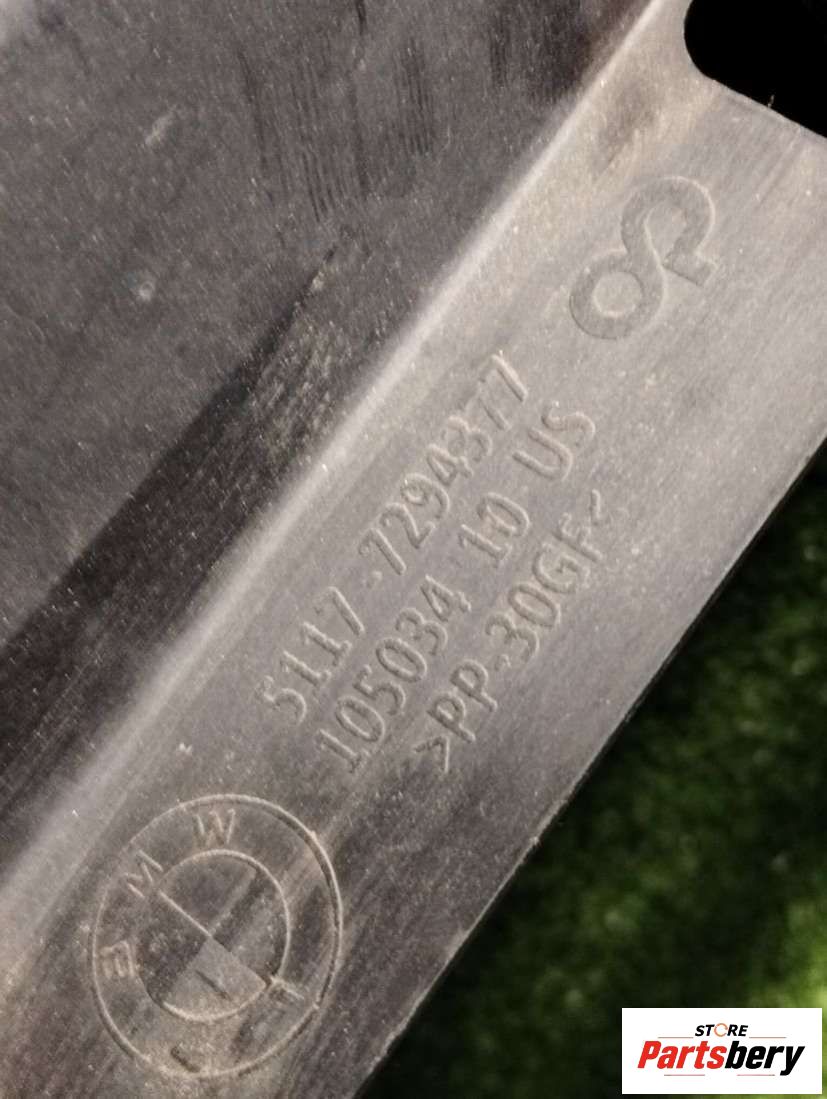 5117-7294377
105034 10 US
>PP-30GF<
BMW
STORE
Partsbery